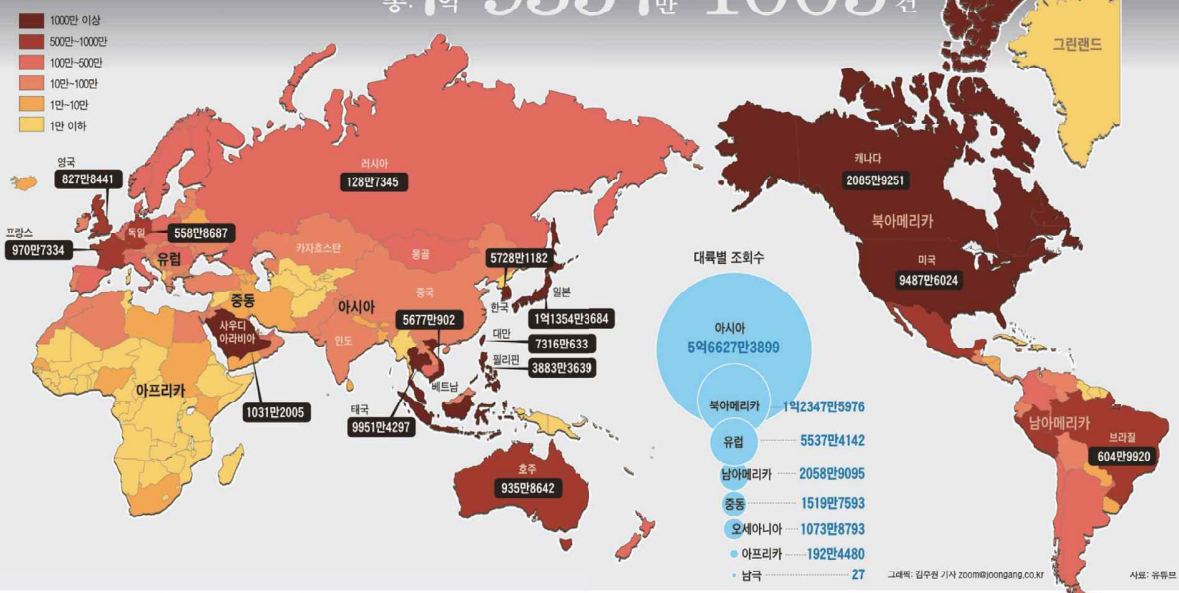 1000만 이상
500만~1000만
100만~500만
10만~100만
1만~10만
1만 이하
그린랜드
영국
827만8441
러시아
128만7345
캐나다
2085만9251
북아메리카
프랑스
970만7334
독일
558만8687
유럽
카자흐스탄
몽골
5728만1182
한국
미국
9487만6024
중동
아시아
중국
일본
1억1354만3684
사우디
아라비아
인도
5677만902
대만
7316만633
필리핀
3883만3639
베트남
아프리카
1031만2005
태국
9951만4297
호주
935만8642
남아메리카
브라질
604만9920
대륙별 조회수
아시아
5억6627만3899
북아메리카 1억2347만5976
유럽 5537만4142
남아메리카 2058만9095
중동 1519만7593
오세아니아 1073만8793
아프리카 192만4480
남극 27
그래픽: 김주원 기자 zoom@joongang.co.kr
자료: 유튜브